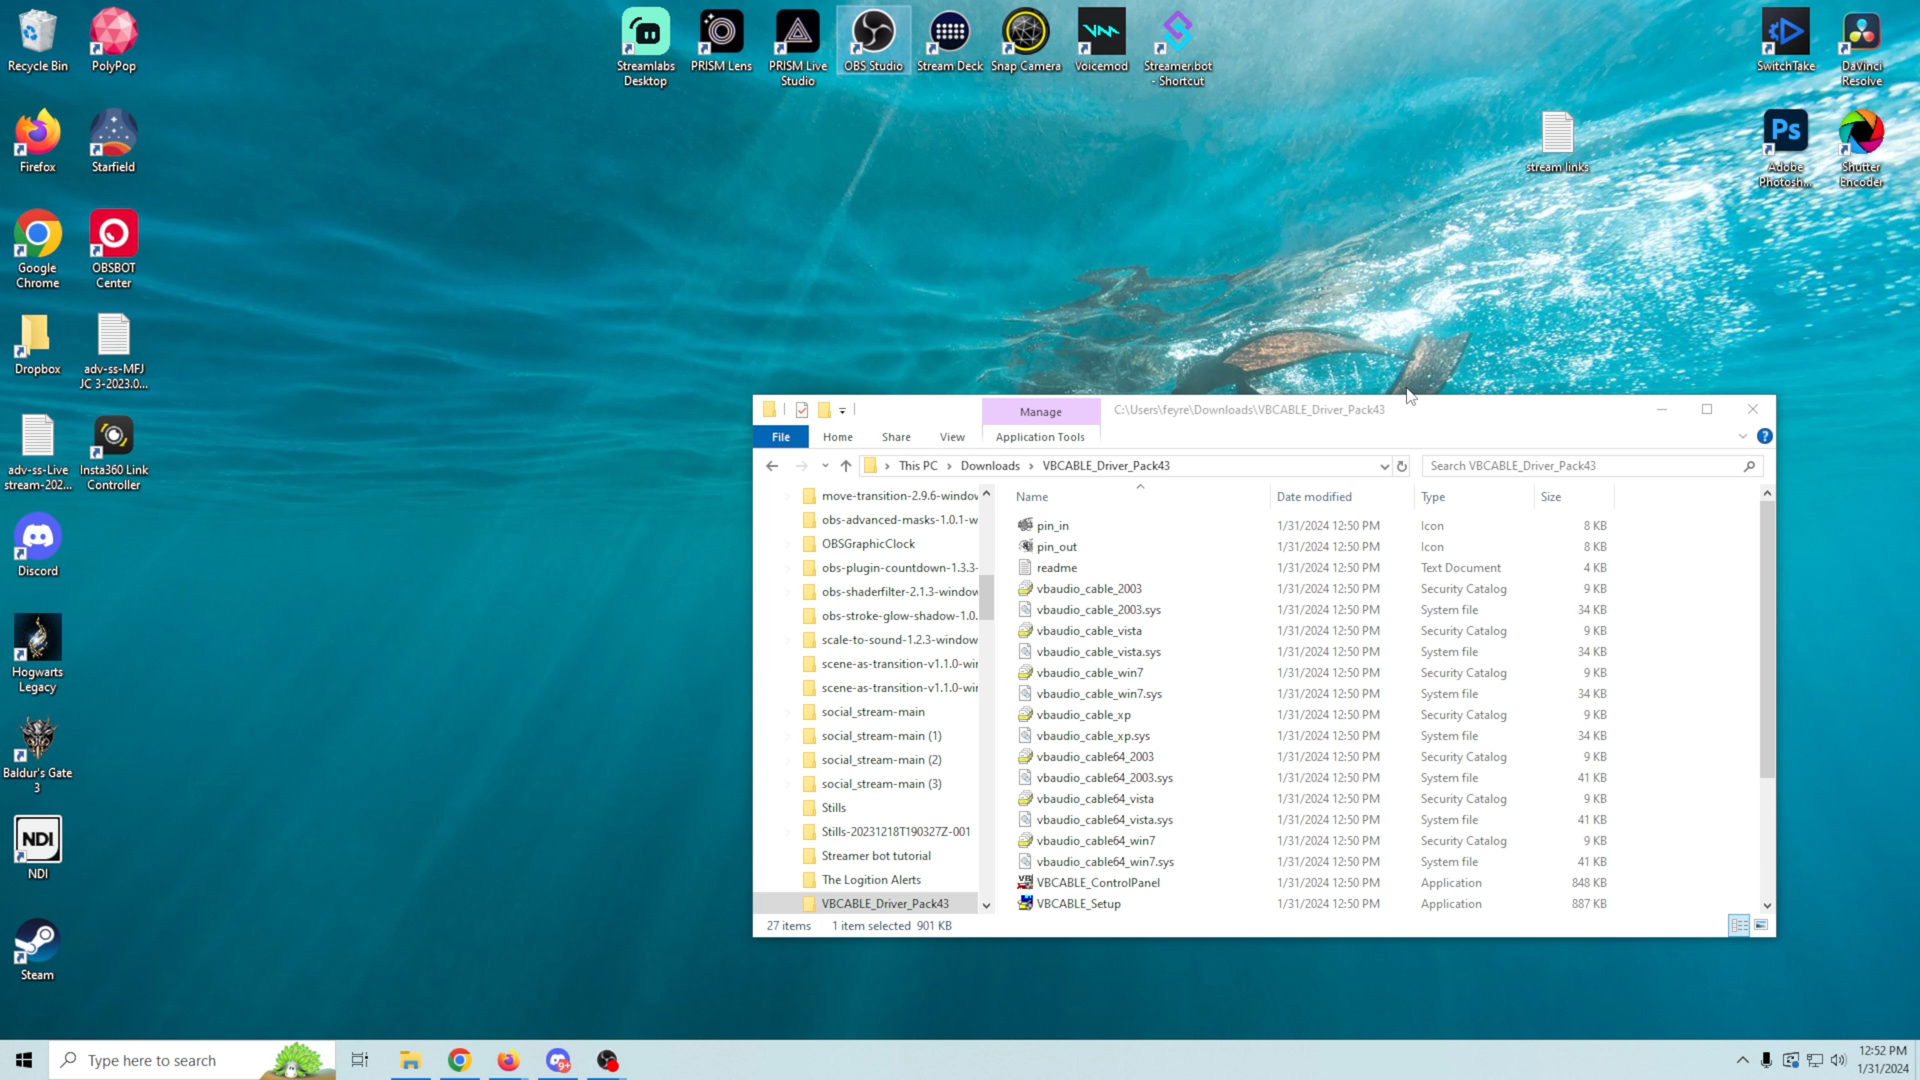 Recycle Bin
PolyPop
Streamlabs
Desktop
PRISM Lens
PRISM Live
Studio
OBS Studio
Stream Deck
Snap Camera
Voicemod
Streamer.bot
- Shortcut
SwitchTake
DaVinci
Resolve
Firefox
Starfield
stream links
Ps
Adobe
Photosh...
Shutter
Encoder
Google
Chrome
OBSBOT
Center
Dropbox
adv-ss-MFJ
JC 3-2023.0...
adv-ss-Live
stream-202...
Insta360 Link
Controller
Discord
Hogwarts
Legacy
Baldur's Gate
3
NDI
NDI
Steam
Manage
C:\Users\feyre\Downloads\VBCABLE_Driver_Pack43
File
Home
Share
View
Application Tools
This PC
Downloads
VBCABLE_Driver_Pack43
Search VBCABLE_Driver_Pack43
move-transition-2.9.6-window
obs-advanced-masks-1.0.1-w
OBSGraphicClock
obs-plugin-countdown-1.3.3-
obs-shaderfilter-2.1.3-window
obs-stroke-glow-shadow-1.0.
scale-to-sound-1.2.3-window
scene-as-transition-v1.1.0-wir
scene-as-transition-v1.1.0-wir
social_stream-main
social_stream-main (1)
social_stream-main (2)
social_stream-main (3)
Stills
Stills-20231218T190327Z-001
Streamer bot tutorial
The Logition Alerts
VBCABLE_Driver_Pack43
Name Date modified Type Size
pin_in 1/31/2024 12:50 PM Icon 8 KB
pin_out 1/31/2024 12:50 PM Icon 8 KB
readme 1/31/2024 12:50 PM Text Document 4 KB
vbaudio_cable_2003 1/31/2024 12:50 PM Security Catalog 9 KB
vbaudio_cable_2003.sys 1/31/2024 12:50 PM System file 34 KB
vbaudio_cable_vista 1/31/2024 12:50 PM Security Catalog 9 KB
vbaudio_cable_vista.sys 1/31/2024 12:50 PM System file 34 KB
vbaudio_cable_win7 1/31/2024 12:50 PM Security Catalog 9 KB
vbaudio_cable_win7.sys 1/31/2024 12:50 PM System file 34 KB
vbaudio_cable_xp 1/31/2024 12:50 PM Security Catalog 9 KB
vbaudio_cable_xp.sys 1/31/2024 12:50 PM System file 34 KB
vbaudio_cable64_2003 1/31/2024 12:50 PM Security Catalog 9 KB
vbaudio_cable64_2003.sys 1/31/2024 12:50 PM System file 41 KB
vbaudio_cable64_vista 1/31/2024 12:50 PM Security Catalog 9 KB
vbaudio_cable64_vista.sys 1/31/2024 12:50 PM System file 41 KB
vbaudio_cable64_win7 1/31/2024 12:50 PM Security Catalog 9 KB
vbaudio_cable64_win7.sys 1/31/2024 12:50 PM System file 41 KB
VBCABLE_ControlPanel 1/31/2024 12:50 PM Application 848 KB
VBCABLE_Setup 1/31/2024 12:50 PM Application 887 KB
27 items 1 item selected 901 KB
Type here to search
9+
12:52 PM
1/31/2024